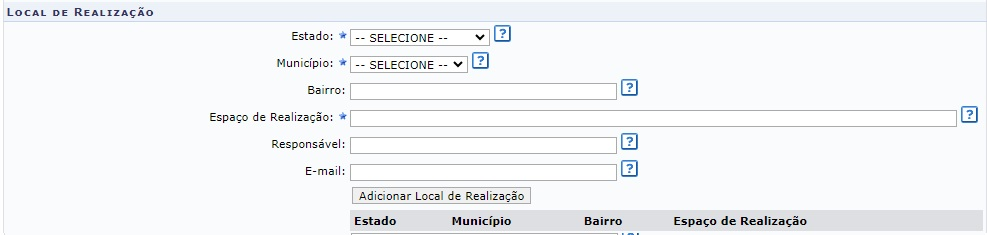 LOCAL DE REALIZAÇÃO
Estado: -- SELECIONE -- ?
Município: -- SELECIONE -- ?
Bairro: ?
Espaço de Realização: ?
Responsável: ?
E-mail: ?
Adicionar Local de Realização
Estado Município Bairro Espaço de Realização